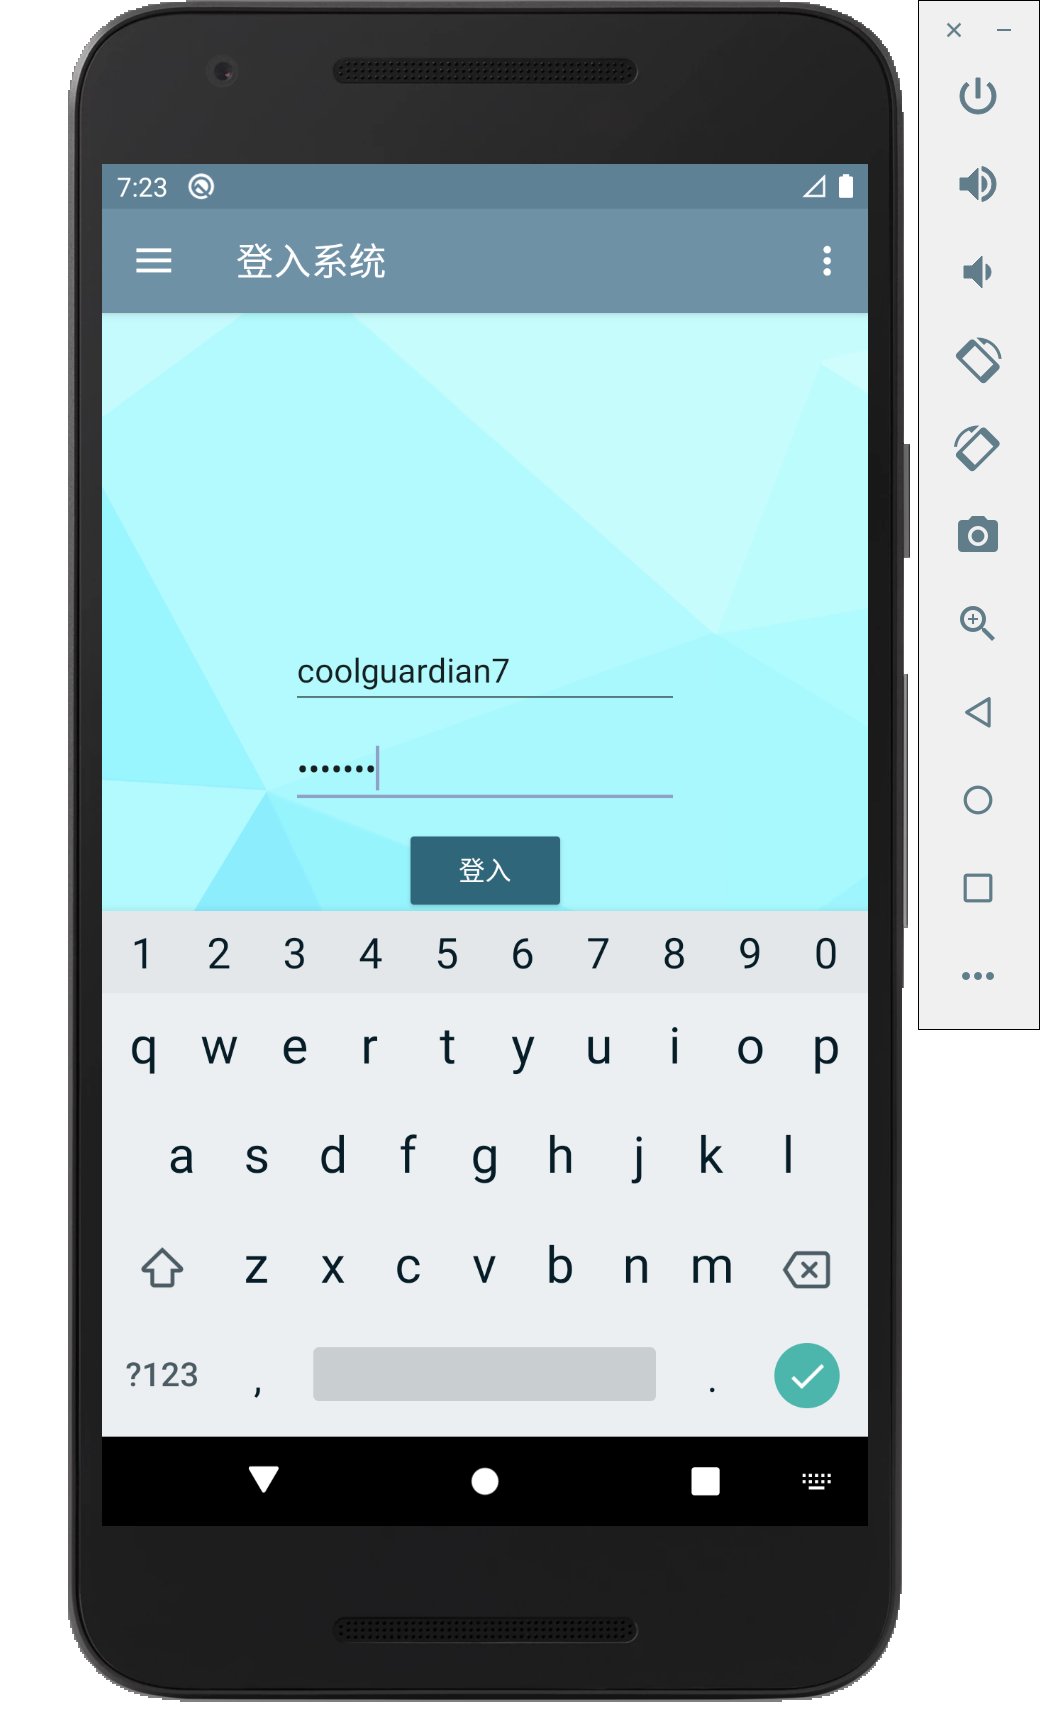 7:23
登入系统
coolguardian7
•••••••
登入
1 2 3 4 5 6 7 8 9 0
q w e r t y u i o p
a s d f g h j k l
z x c v b n m
?123 , .